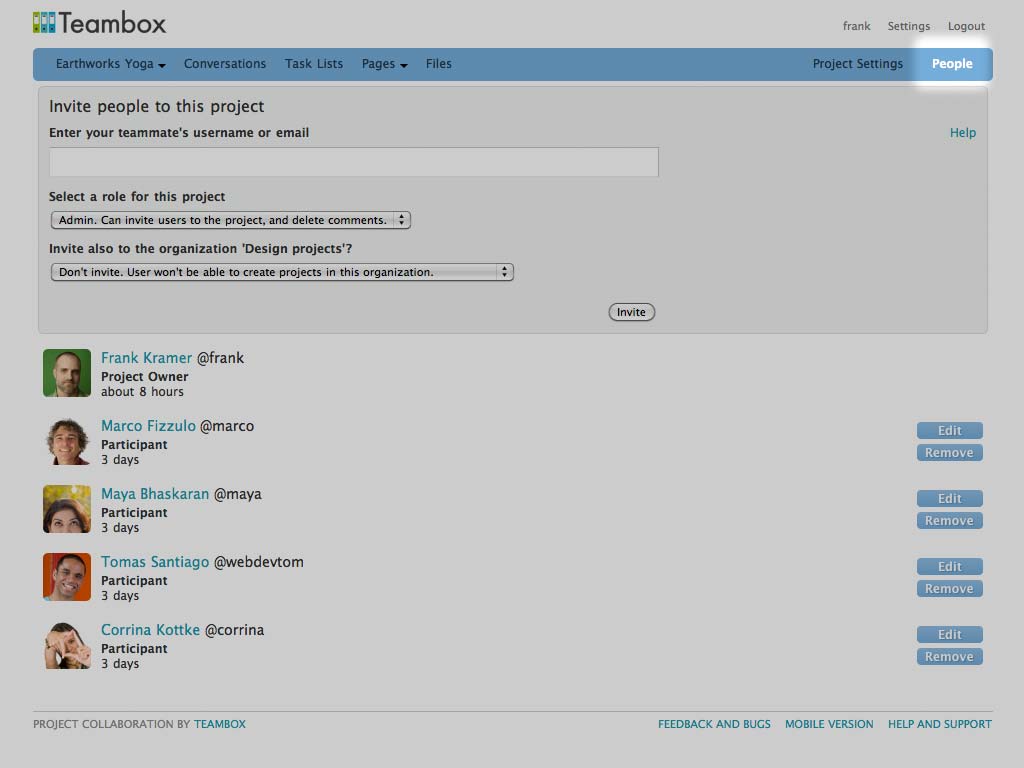 Teambox
frank Settings Logout
Earthworks Yoga Conversations Task Lists Pages Files Project Settings People
Invite people to this project
Enter your teammate's username or email Help
Select a role for this project
Admin. Can invite users to the project, and delete comments.
Invite also to the organization 'Design projects'?
Don't invite. User won't be able to create projects in this organization.
Invite
Frank Kramer @frank
Project Owner
about 8 hours
Marco Fizzulo @marco
Edit
Participant
Remove
3 days
Maya Bhaskaran @maya
Edit
Participant
Remove
3 days
Tomas Santiago @webdevtom
Edit
Participant
Remove
3 days
Corrina Kottke @corrina
Edit
Participant
Remove
3 days
PROJECT COLLABORATION BY TEAMBOX FEEDBACK AND BUGS MOBILE VERSION HELP AND SUPPORT